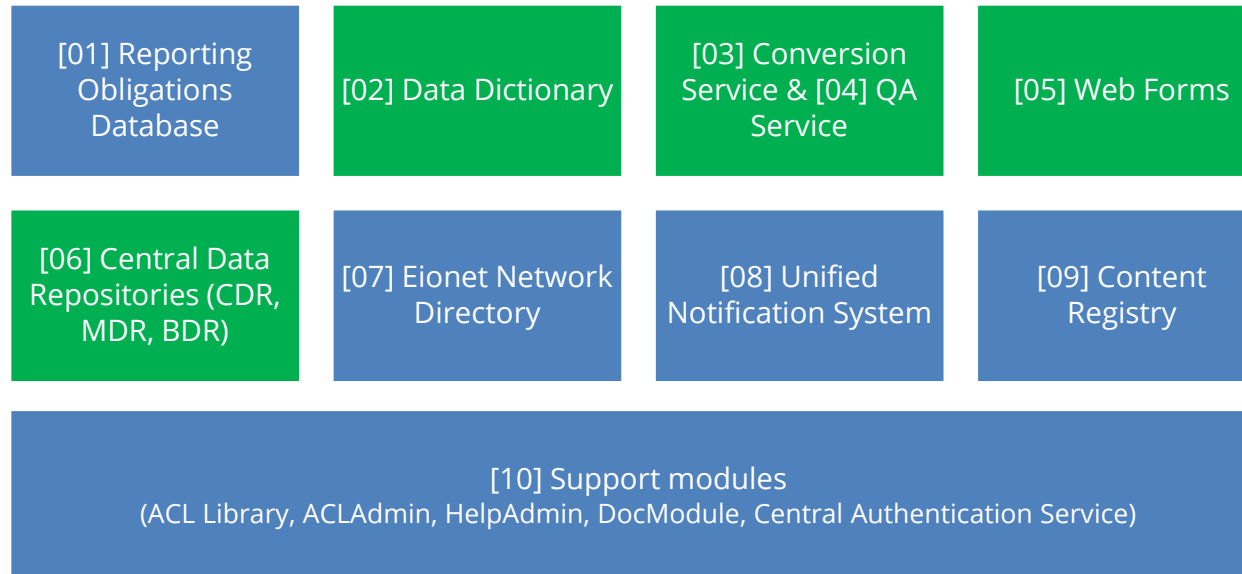 [01] Reporting
Obligations
Database
[02] Data Dictionary
[03] Conversion
Service & [04] QA
Service
[05] Web Forms
[06] Central Data
Repositories (CDR,
MDR, BDR)
[07] Eionet Network
Directory
[08] Unified
Notification System
[09] Content
Registry
[10] Support modules
(ACL Library, ACLAdmin, HelpAdmin, DocModule, Central Authentication Service)